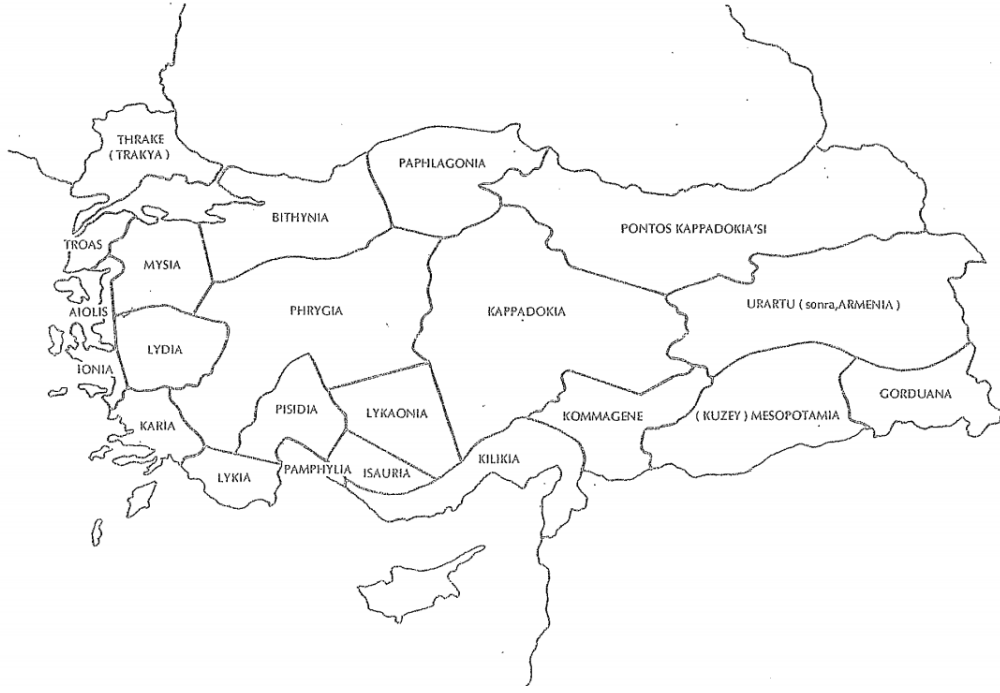 THRAKE
( TRAKYA )
PAPHLAGONIA
BITHYNIA
PONTOS KAPPADOKIA'SI
TROAS
MYSIA
AIOLIS
PHRYGIA
KAPPADOKIA
URARTU ( sonra,ARMENIA )
LYDIA
IONIA
KARIA
PISIDIA
LYKAONIA
KOMMAGENE
( KUZEY ) MESOPOTAMIA
GORDUANA
LYKIA
PAMPHYLIA
ISAURIA
KILIKIA